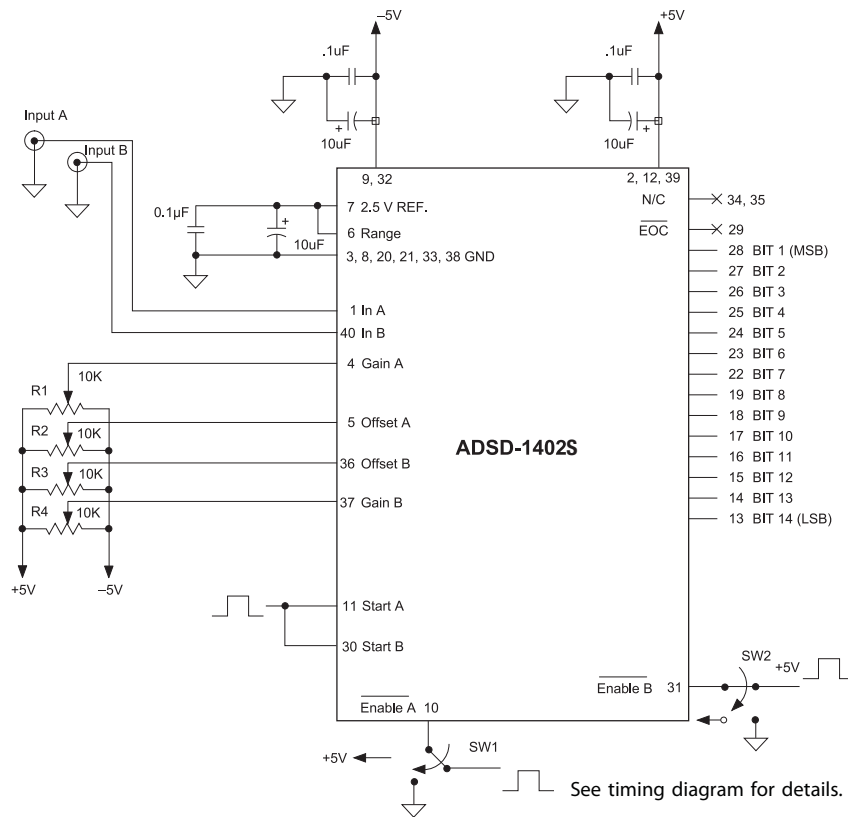 –5V
+5V
.1uF
.1uF
Input A
Input B
+
10uF
10uF
+
9, 32
2, 12, 39
N/C
34, 35
0.1µF
+
10uF
7 2.5 V REF.
6 Range
3, 8, 20, 21, 33, 38 GND
EOC
29
28 BIT 1 (MSB)
27 BIT 2
26 BIT 3
25 BIT 4
24 BIT 5
23 BIT 6
22 BIT 7
19 BIT 8
18 BIT 9
17 BIT 10
16 BIT 11
15 BIT 12
14 BIT 13
13 BIT 14 (LSB)
1 In A
40 In B
4 Gain A
5 Offset A
36 Offset B
37 Gain B
R1
10K
R2
10K
R3
10K
R4
10K
+5V
–5V
ADSD-1402S
11 Start A
30 Start B
Enable B 31
SW2
+5V
Enable A 10
+5V
SW1
See timing diagram for details.